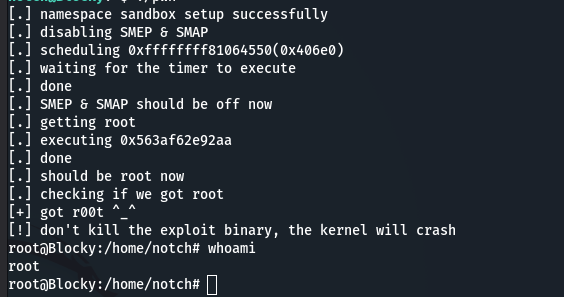 [.] namespace sandbox setup successfully
[.] disabling SMEP & SMAP
[.] scheduling 0xffffffff81064550(0x406e0)
[.] waiting for the timer to execute
[.] done
[.] SMEP & SMAP should be off now
[.] getting root
[.] executing 0x563af62e92aa
[.] done
[.] should be root now
[.] checking if we got root
[+] got r00t ^_^
[!] don't kill the exploit binary, the kernel will crash
root@Blocky:/home/notch# whoami
root
root@Blocky:/home/notch#